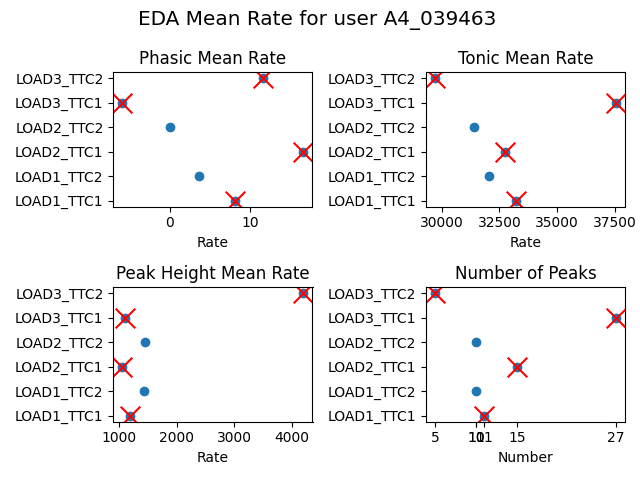 EDA Mean Rate for user A4_039463
Phasic Mean Rate
LOAD3_TTC2
LOAD3_TTC1
LOAD2_TTC2
LOAD2_TTC1
LOAD1_TTC2
LOAD1_TTC1
0 10
Rate
Tonic Mean Rate
LOAD3_TTC2
LOAD3_TTC1
LOAD2_TTC2
LOAD2_TTC1
LOAD1_TTC2
LOAD1_TTC1
30000 32500 35000 37500
Rate
Peak Height Mean Rate
LOAD3_TTC2
LOAD3_TTC1
LOAD2_TTC2
LOAD2_TTC1
LOAD1_TTC2
LOAD1_TTC1
1000 2000 3000 4000
Rate
Number of Peaks
LOAD3_TTC2
LOAD3_TTC1
LOAD2_TTC2
LOAD2_TTC1
LOAD1_TTC2
LOAD1_TTC1
5 10 11 15 27
Number